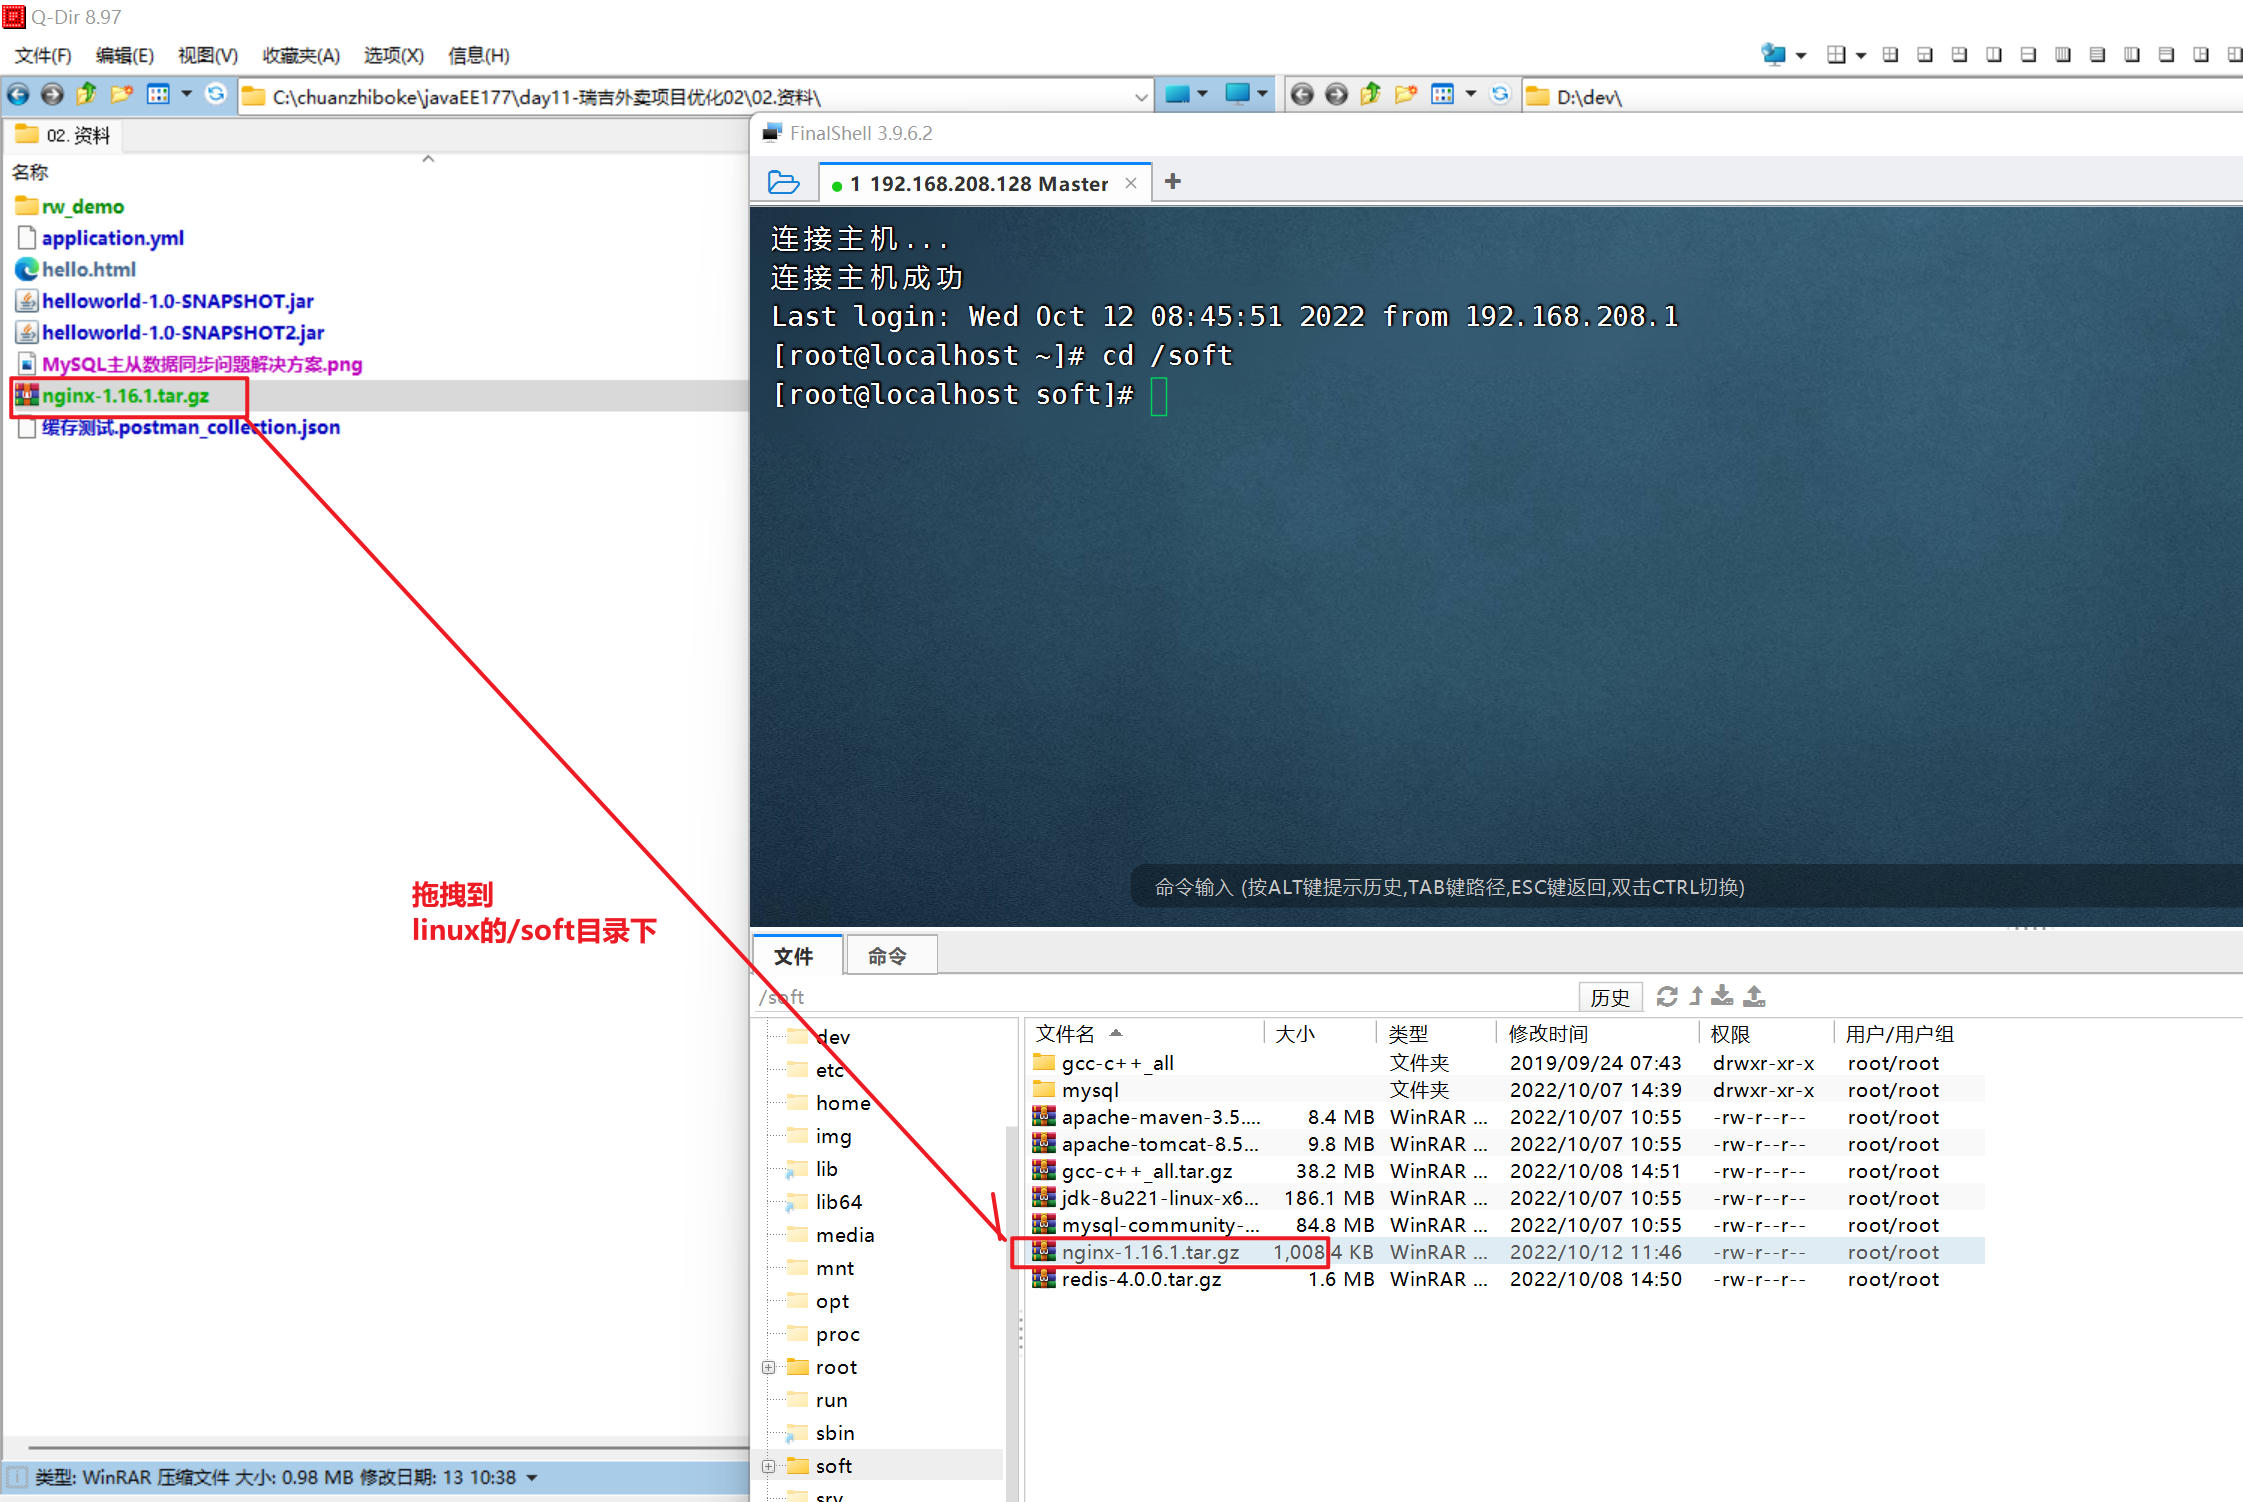 Q-Dir 8.97
文件(F) 编辑(E) 视图(V) 收藏夹(A) 选项(X) 信息(H)
C:\chuanzhiboke\javaEE177\day11-瑞吉外卖项目优化02\02.资料\
D:\dev\
02. 资料
名称
rw_demo
application.yml
hello.html
helloworld-1.0-SNAPSHOT.jar
helloworld-1.0-SNAPSHOT2.jar
MySQL主从数据同步问题解决方案.png
nginx-1.16.1.tar.gz
缓存测试.postman_collection.json
拖拽到
linux的/soft目录下
类型: WinRAR 压缩文件 大小: 0.98 MB 修改日期: 13 10:38
FinalShell 3.9.6.2
1 192.168.208.128 Master
连接主机...
连接主机成功
Last login: Wed Oct 12 08:45:51 2022 from 192.168.208.1
[root@localhost ~]# cd /soft
[root@localhost soft]#
命令输入 (按ALT键提示历史,TAB键路径,ESC键返回,双击CTRL切换)
文件 命令
/soft 历史
dev
etc
home
img
lib
lib64
media
mnt
opt
proc
root
run
sbin
soft
srv
文件名 大小 类型 修改时间 权限 用户/用户组
gcc-c++_all 文件夹 2019/09/24 07:43 drwxr-xr-x root/root
mysql 文件夹 2022/10/07 14:39 drwxr-xr-x root/root
apache-maven-3.5.... 8.4 MB WinRAR ... 2022/10/07 10:55 -rw-r--r-- root/root
apache-tomcat-8.5... 9.8 MB WinRAR ... 2022/10/07 10:55 -rw-r--r-- root/root
gcc-c++_all.tar.gz 38.2 MB WinRAR ... 2022/10/08 14:51 -rw-r--r-- root/root
jdk-8u221-linux-x6... 186.1 MB WinRAR ... 2022/10/07 10:55 -rw-r--r-- root/root
mysql-community-... 84.8 MB WinRAR ... 2022/10/07 10:55 -rw-r--r-- root/root
nginx-1.16.1.tar.gz 1,008.4 KB WinRAR ... 2022/10/12 11:46 -rw-r--r-- root/root
redis-4.0.0.tar.gz 1.6 MB WinRAR ... 2022/10/08 14:50 -rw-r--r-- root/root